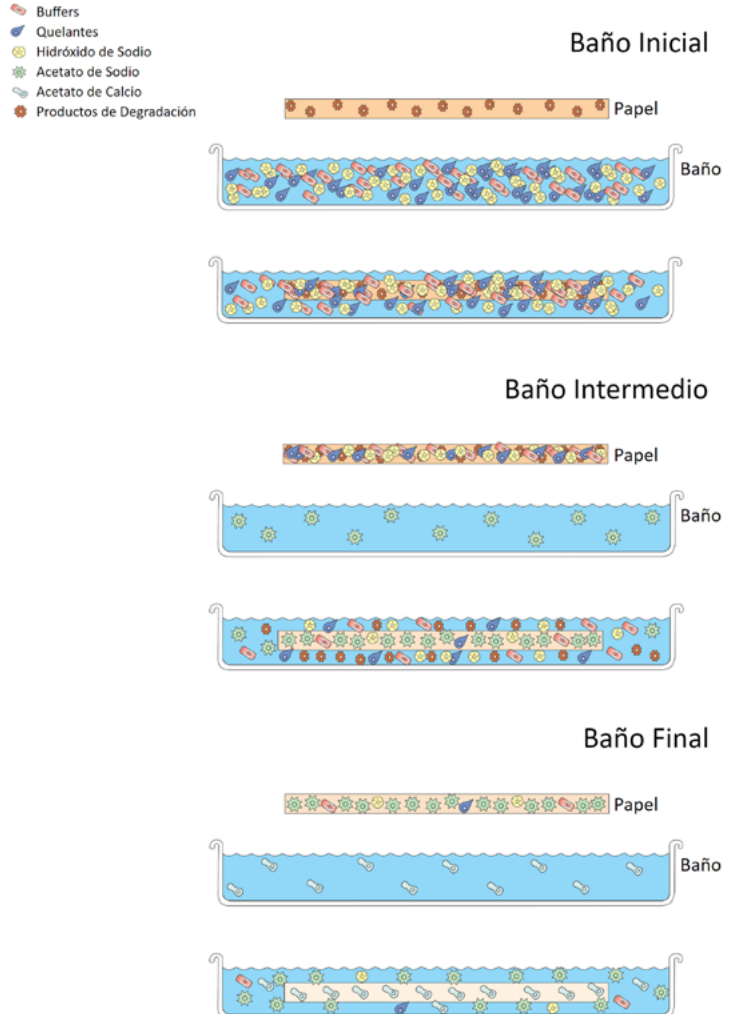 Buffers
Quelantes
Hidróxido de Sodio
Acetato de Sodio
Acetato de Calcio
Productos de Degradación
Baño Inicial
Papel
Baño
Baño Intermedio
Papel
Baño
Baño Final
Papel
Baño